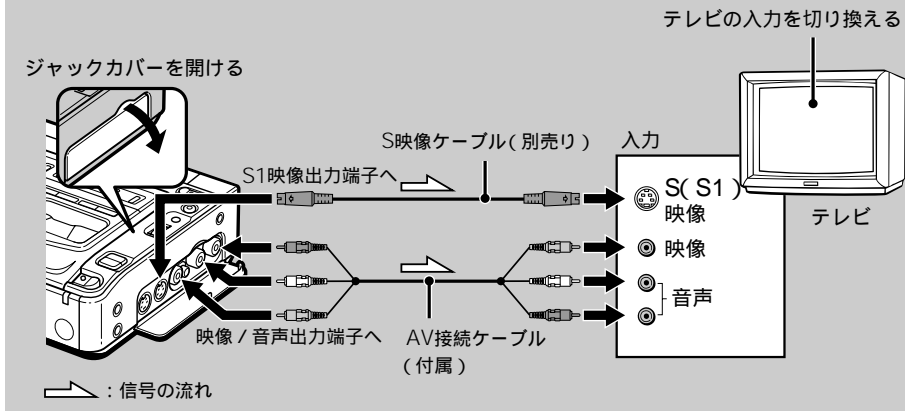 テレビの入力を切り換える
ジャックカバーを開ける
S映像ケーブル(別売り)
入力
S1映像出力端子へ
S(S1)
映像
テレビ
映像
音声
映像/音声出力端子へ
AV接続ケーブル
(付属)
:信号の流れ